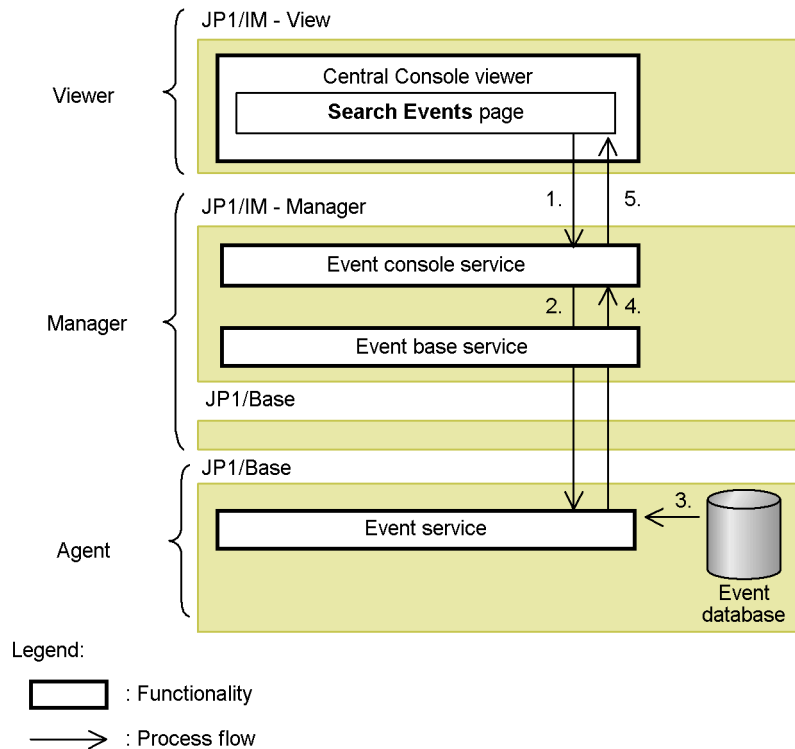 JP1/IM - View
Viewer
Central Console viewer
Search Events page
1.
5.
JP1/IM - Manager
Manager
Event console service
2.
4.
Event base service
JP1/Base
JP1/Base
Agent
Event service
3.
Event
database
Legend:
: Functionality
: Process flow